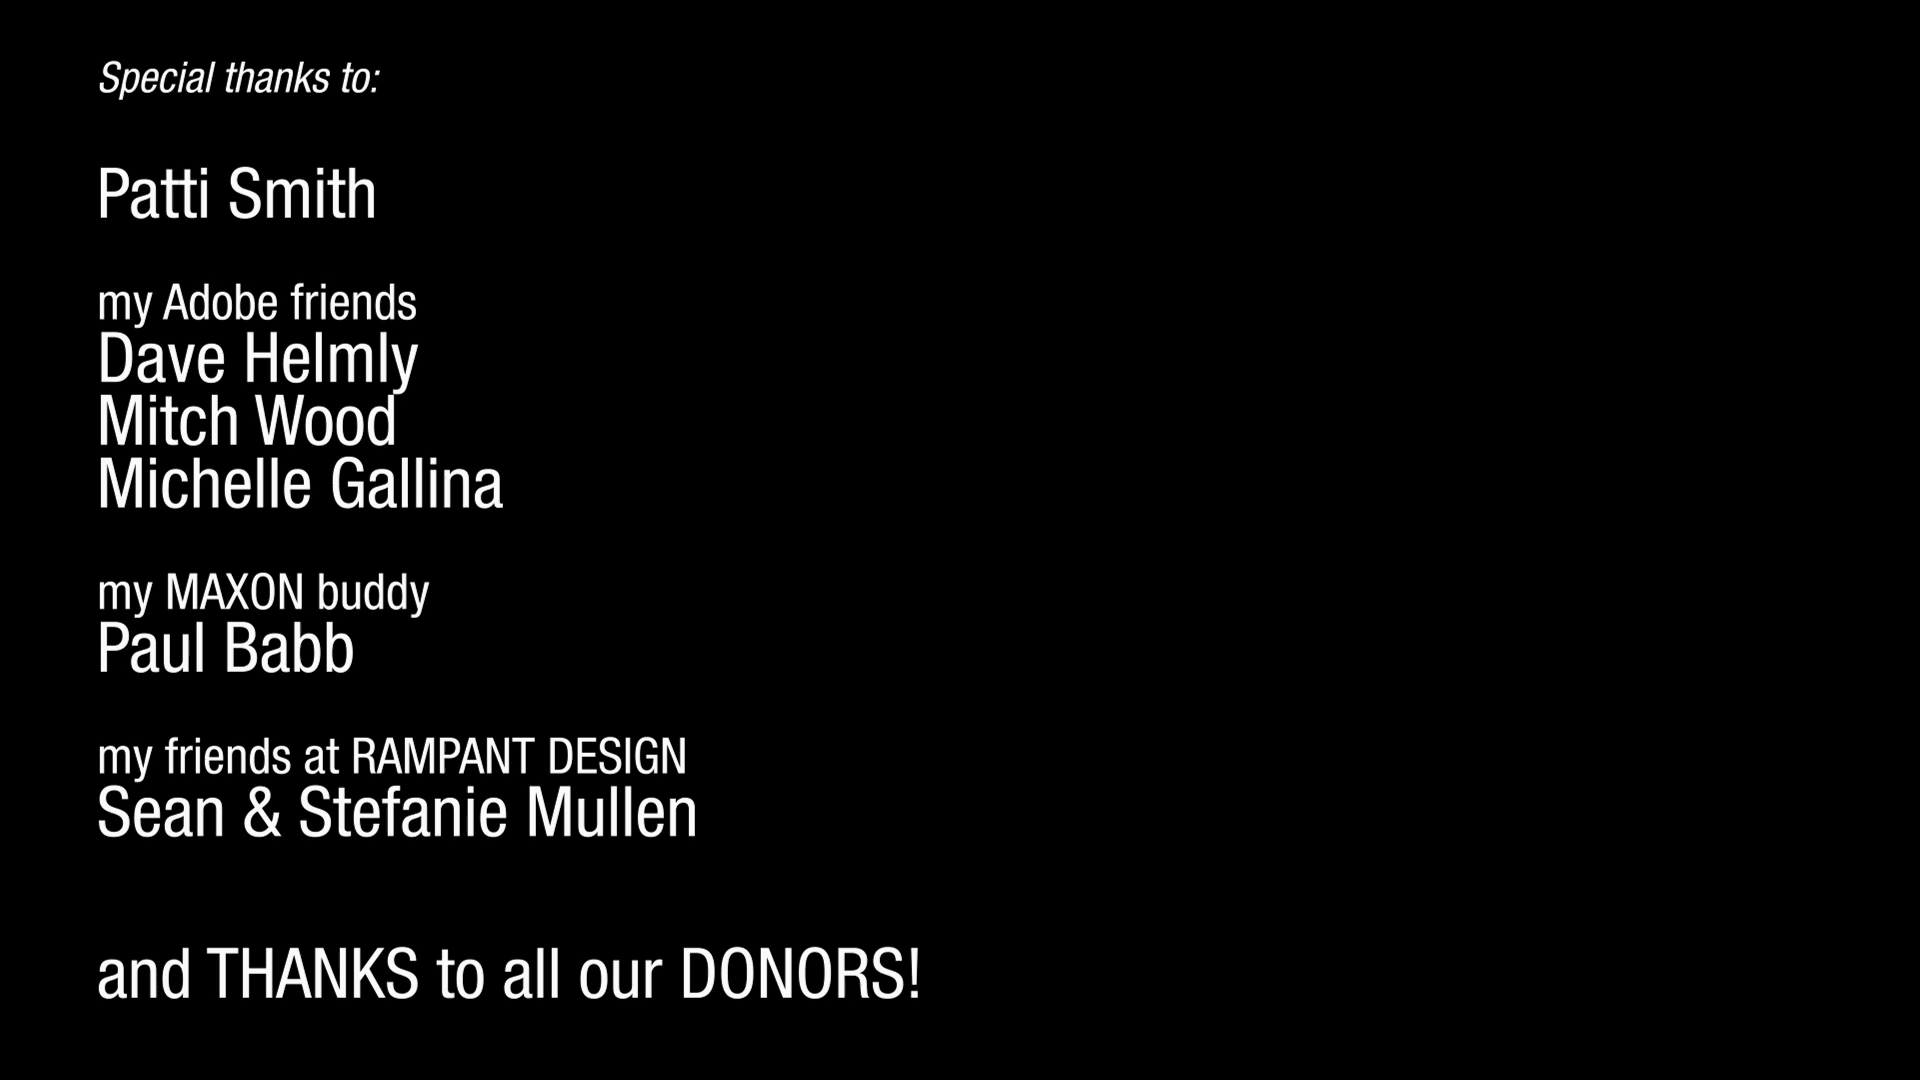 Special thanks to:
Patti Smith
my Adobe friends
Dave Helmly
Mitch Wood
Michelle Gallina
my MAXON buddy
Paul Babb
my friends at RAMPANT DESIGN
Sean & Stefanie Mullen
and THANKS to all our DONORS!